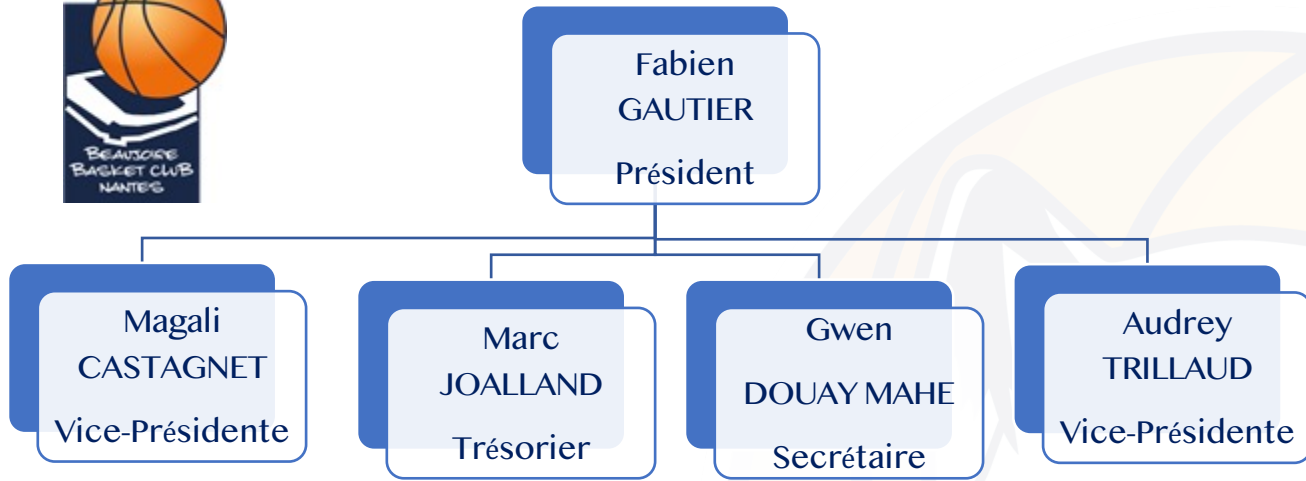 BEAUJOIRE
BASKET CLUB
NANTES
Fabien
GAUTIER
Président
Magali
CASTAGNET
Vice-Présidente
Marc
JOALLAND
Trésorier
Gwen
DOUAY MAHE
Secrétaire
Audrey
TRILLAUD
Vice-Présidente